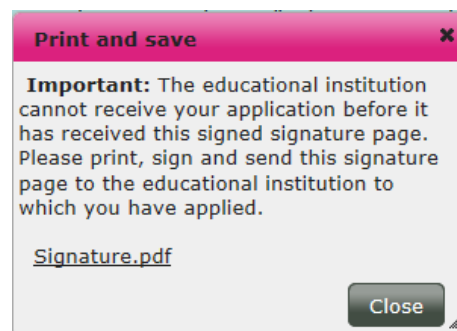 Print and save
Important: The educational institution
cannot receive your application before it
has received this signed signature page.
Please print, sign and send this signature
page to the educational institution to
which you have applied.
Signature.pdf
Close